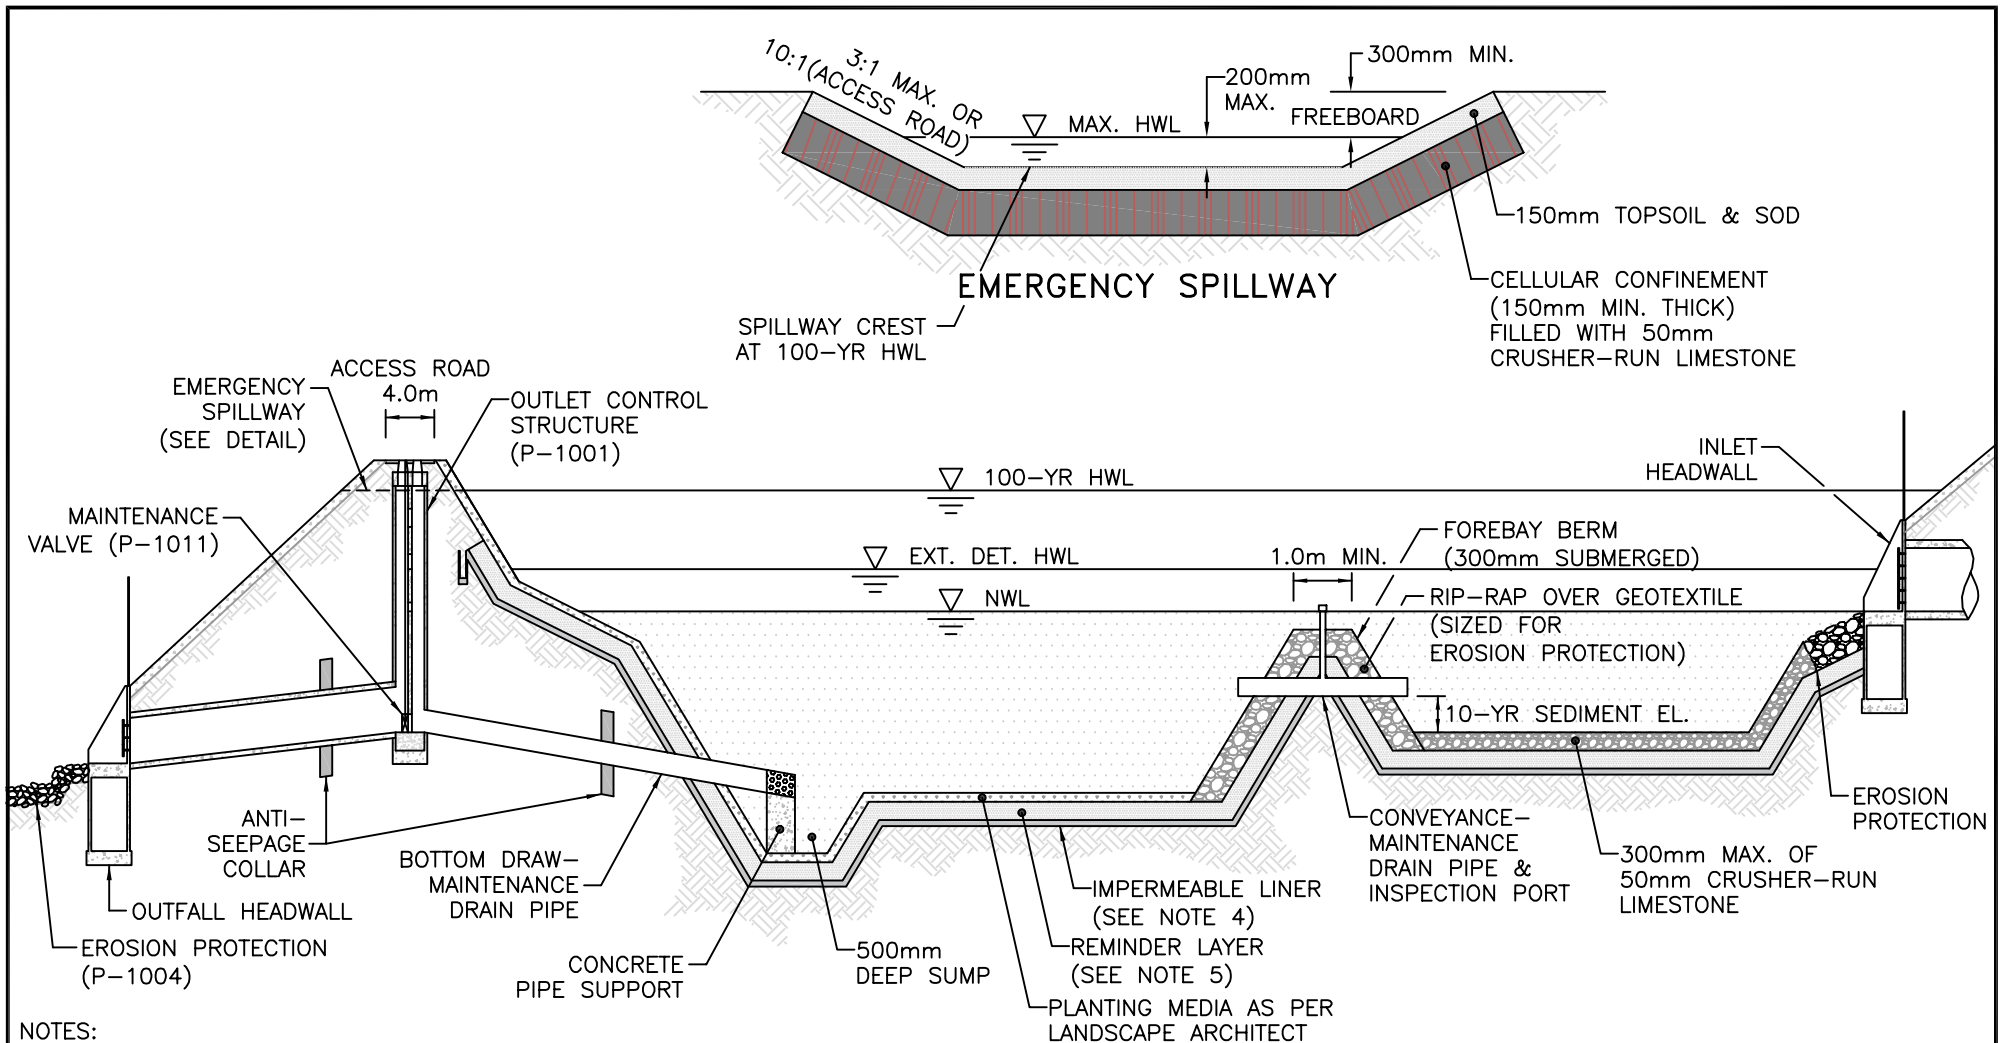 3:1 MAX. OR
10:1(ACCESS ROAD)
300mm MIN.
200mm
MAX.
FREEBOARD
MAX. HWL
150mm TOPSOIL & SOD
CELLULAR CONFINEMENT
(150mm MIN. THICK)
FILLED WITH 50mm
CRUSHER-RUN LIMESTONE
EMERGENCY SPILLWAY
SPILLWAY CREST
AT 100-YR HWL
ACCESS ROAD
4.0m
EMERGENCY
SPILLWAY
(SEE DETAIL)
OUTLET CONTROL
STRUCTURE
(P-1001)
MAINTENANCE
VALVE (P-1011)
100-YR HWL
EXT. DET. HWL
NWL
1.0m MIN.
FOREBAY BERM
(300mm SUBMERGED)
RIP-RAP OVER GEOTEXTILE
(SIZED FOR
EROSION PROTECTION)
INLET
HEADWALL
10-YR SEDIMENT EL.
EROSION
PROTECTION
ANTI-
SEEPAGE
COLLAR
BOTTOM DRAW-
MAINTENANCE
DRAIN PIPE
OUTFALL HEADWALL
EROSION PROTECTION
(P-1004)
CONCRETE
PIPE SUPPORT
500mm
DEEP SUMP
IMPERMEABLE LINER
(SEE NOTE 4)
REMINDER LAYER
(SEE NOTE 5)
PLANTING MEDIA AS PER
LANDSCAPE ARCHITECT
CONVEYANCE-
MAINTENANCE
DRAIN PIPE &
INSPECTION PORT
300mm MAX. OF
50mm CRUSHER-RUN
LIMESTONE
NOTES: